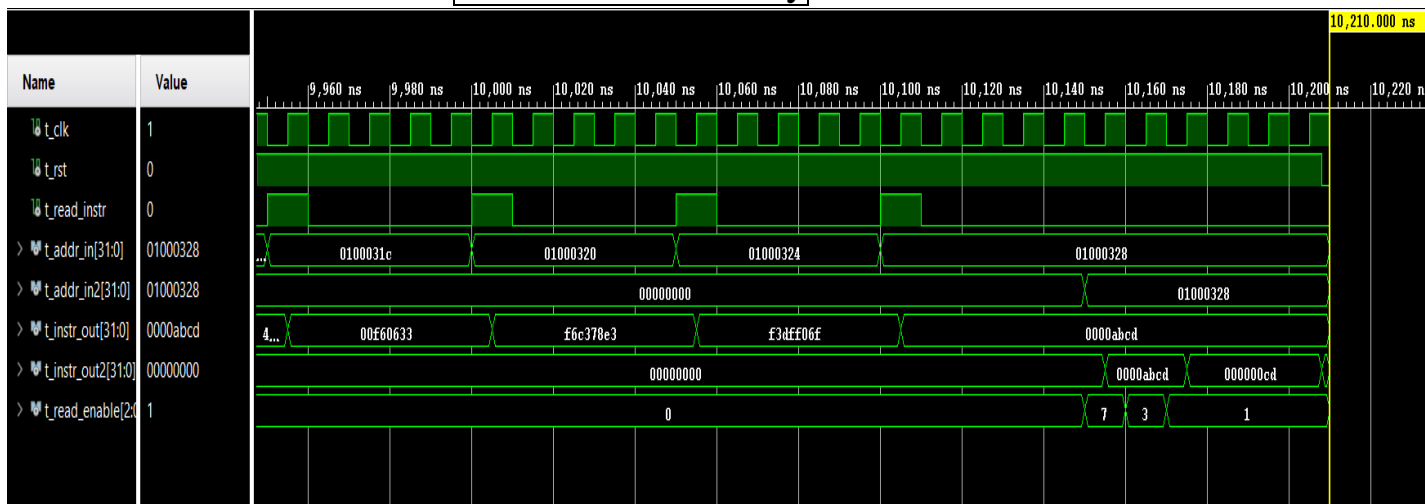 10,210.000 ns
Name Value
9,960 ns 9,980 ns 10,000 ns 10,020 ns 10,040 ns 10,060 ns 10,080 ns 10,100 ns 10,120 ns 10,140 ns 10,160 ns 10,180 ns 10,200 ns 10,220 n
t_clk 1
t_rst 0
t_read_instr 0
t_addr_in[31:0] 01000328 ... 0100031c 01000320 01000324 01000328
t_addr_in2[31:0] 01000328 00000000 01000328
t_instr_out[31:0] 0000abcd 4... 00f60633 f6c378e3 f3dff06f 0000abcd
t_instr_out2[31:0] 00000000 00000000 0000abcd 000000cd
t_read_enable[2:0 1 0 7 3 1